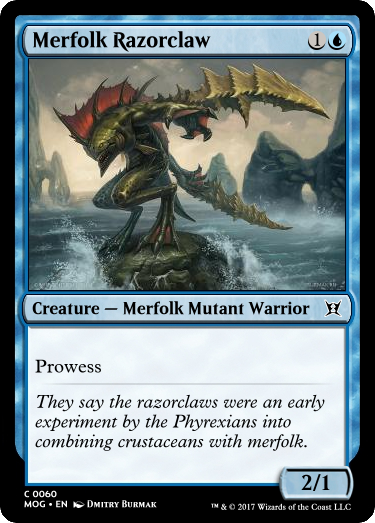 Merfolk Razorclaw 1
Creature — Merfolk Mutant Warrior
Prowess
They say the razorclaws were an early
experiment by the Phyrexians into
combining crustaceans with merfolk.
2/1
C 0060
MOG • EN Dmitry Burmak
™ & © 2017 Wizards of the Coast LLC